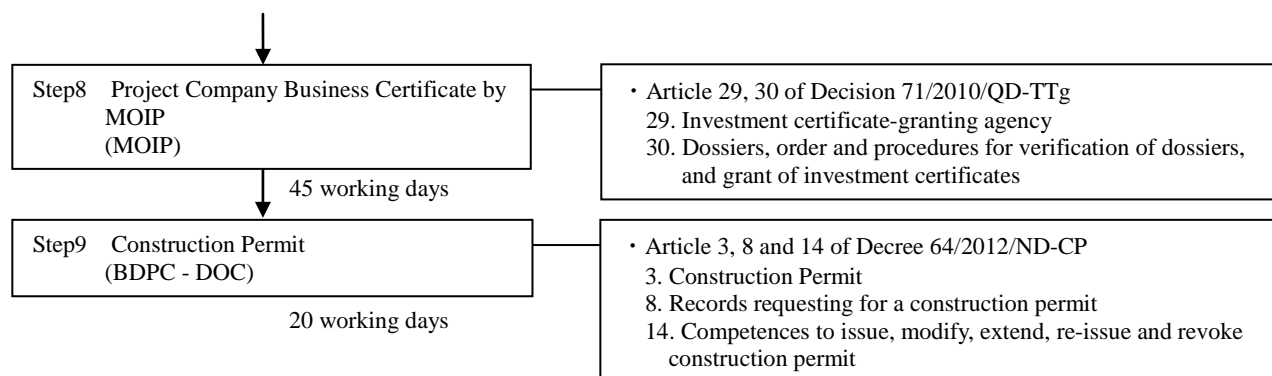 Step8 Project Company Business Certificate by
MOIP
(MOIP)
・Article 29, 30 of Decision 71/2010/QD-TTg
29. Investment certificate-granting agency
30. Dossiers, order and procedures for verification of dossiers,
and grant of investment certificates
45 working days
Step9 Construction Permit
(BDPC - DOC)
・Article 3, 8 and 14 of Decree 64/2012/ND-CP
3. Construction Permit
8. Records requesting for a construction permit
14. Competences to issue, modify, extend, re-issue and revoke
construction permit
20 working days